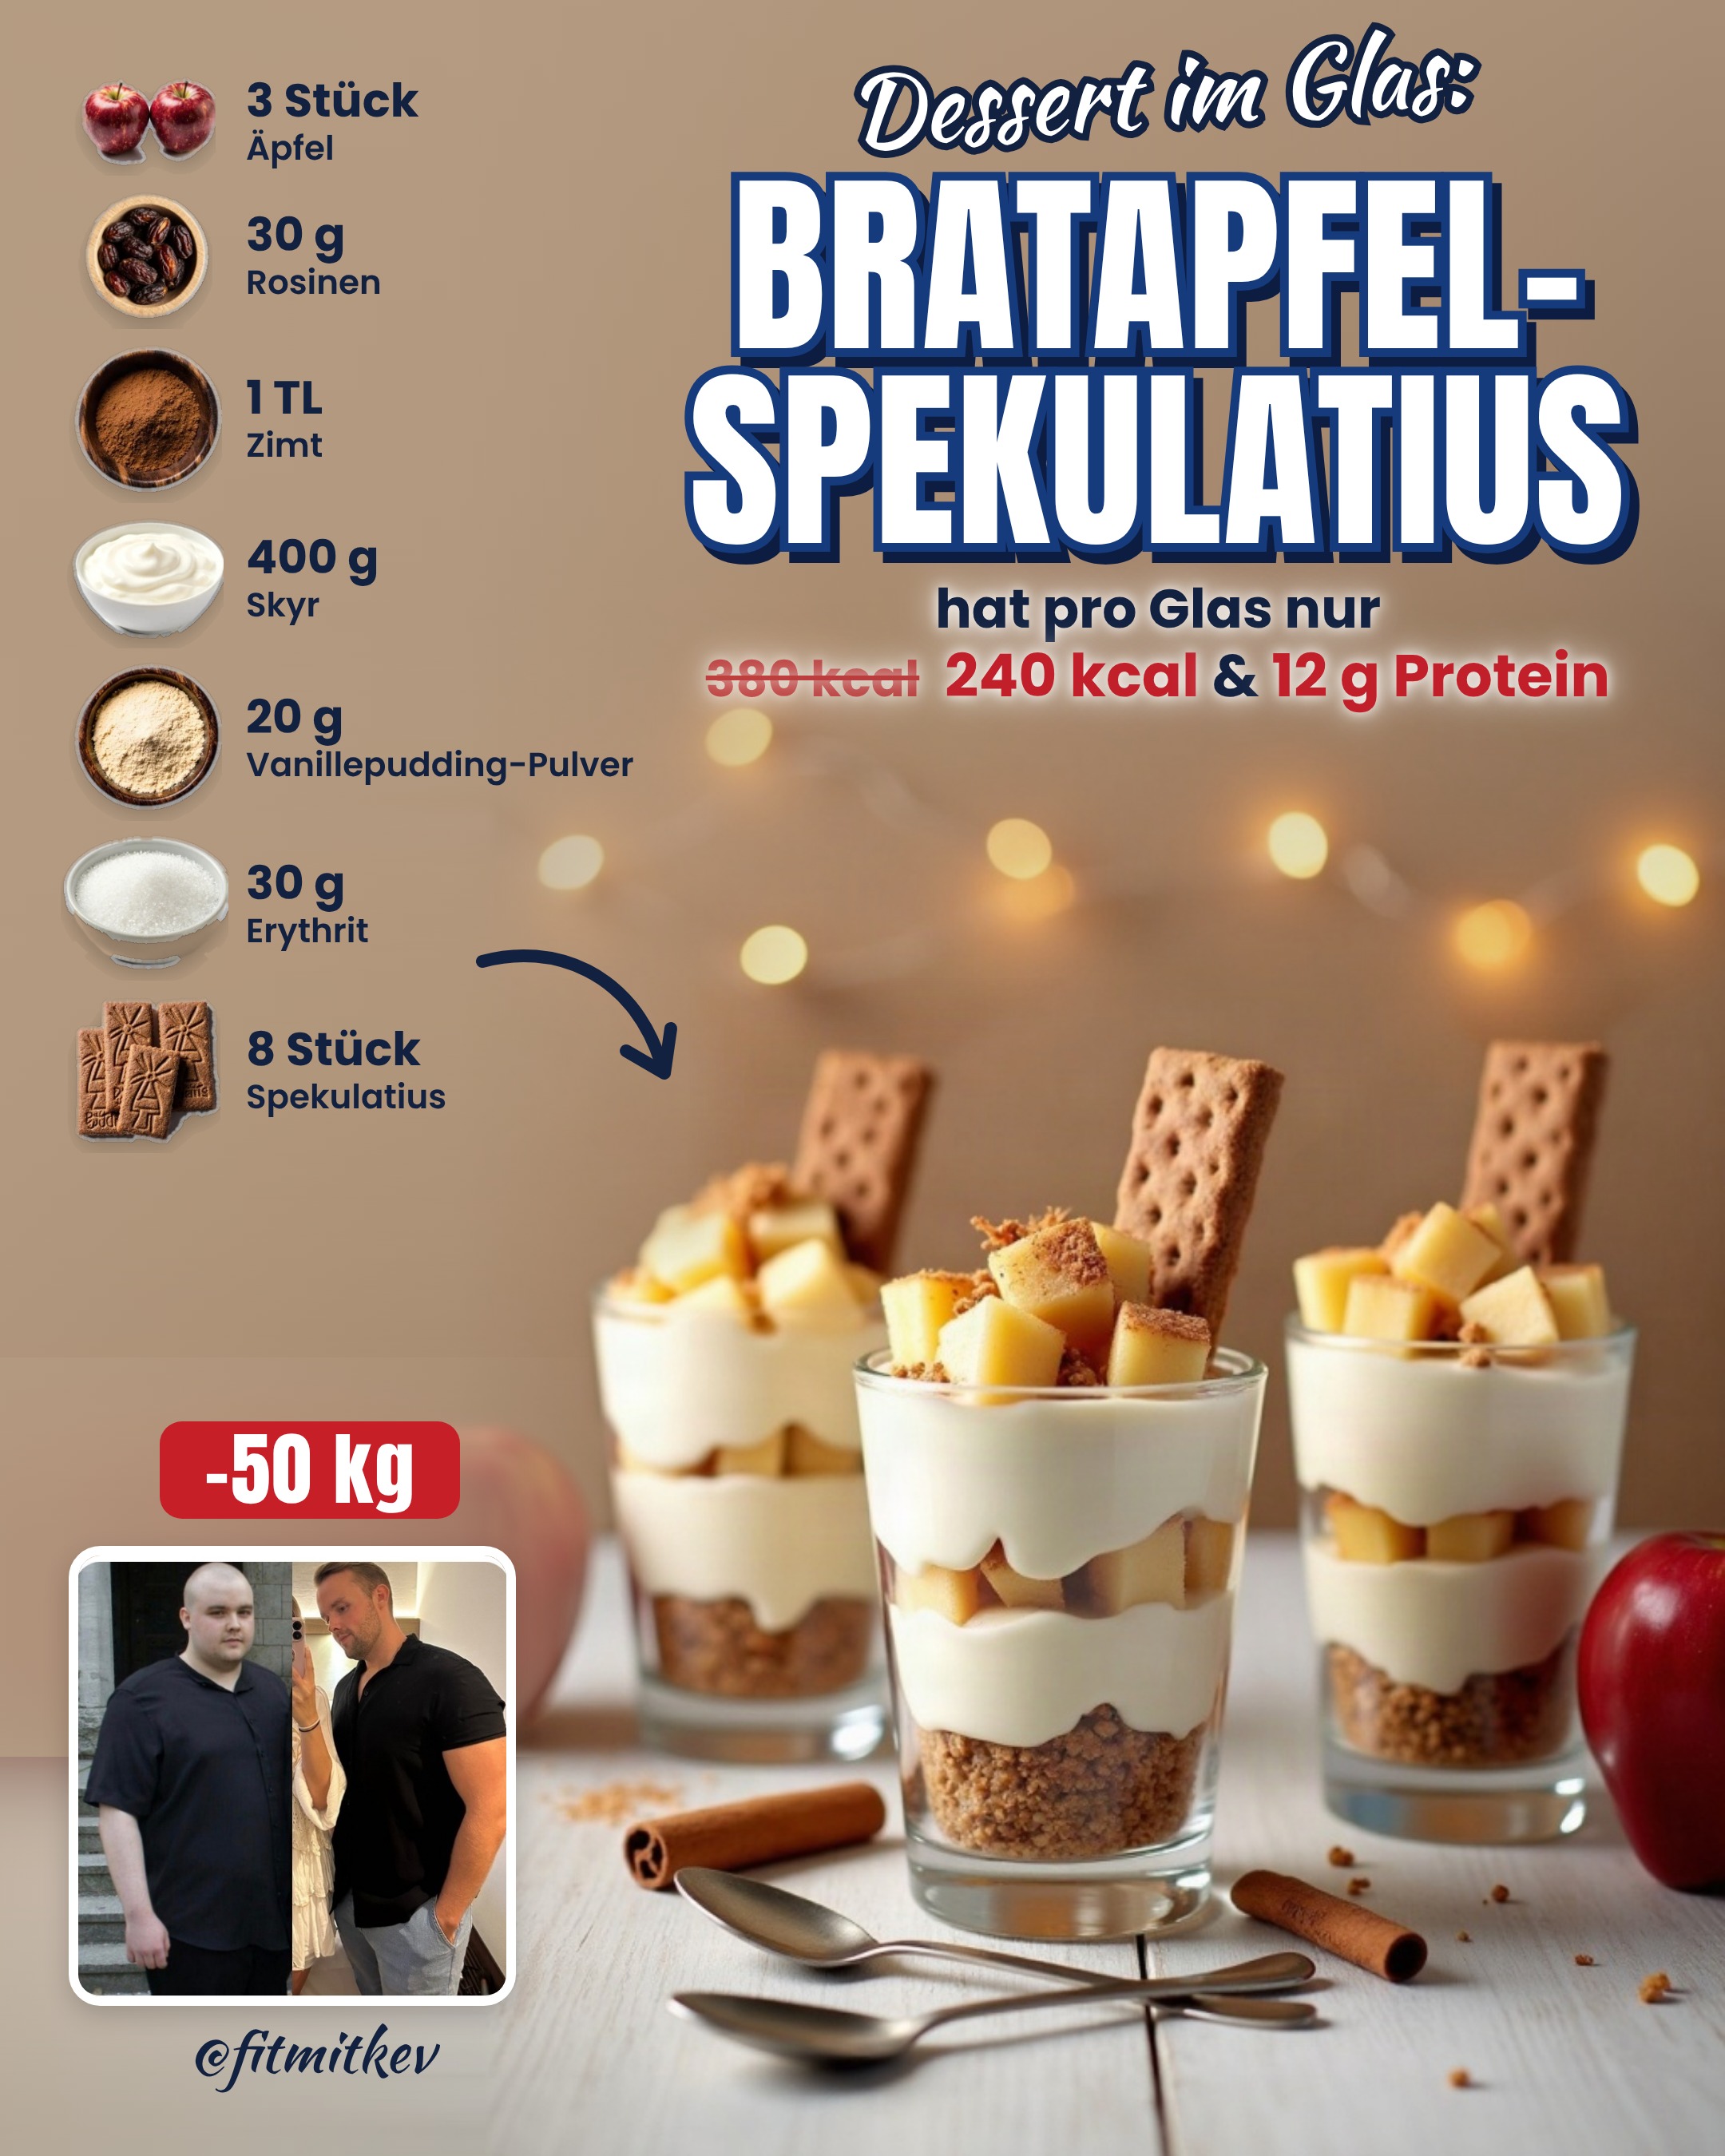 Dessert im Glas:
BRATAPFEL-
SPEKULATIUS
hat pro Glas nur
380 kcal 240 kcal & 12 g Protein
3 Stück
Äpfel
30 g
Rosinen
1 TL
Zimt
400 g
Skyr
20 g
Vanillepudding-Pulver
30 g
Erythrit
8 Stück
Spekulatius
-50 kg
@fitmitkev